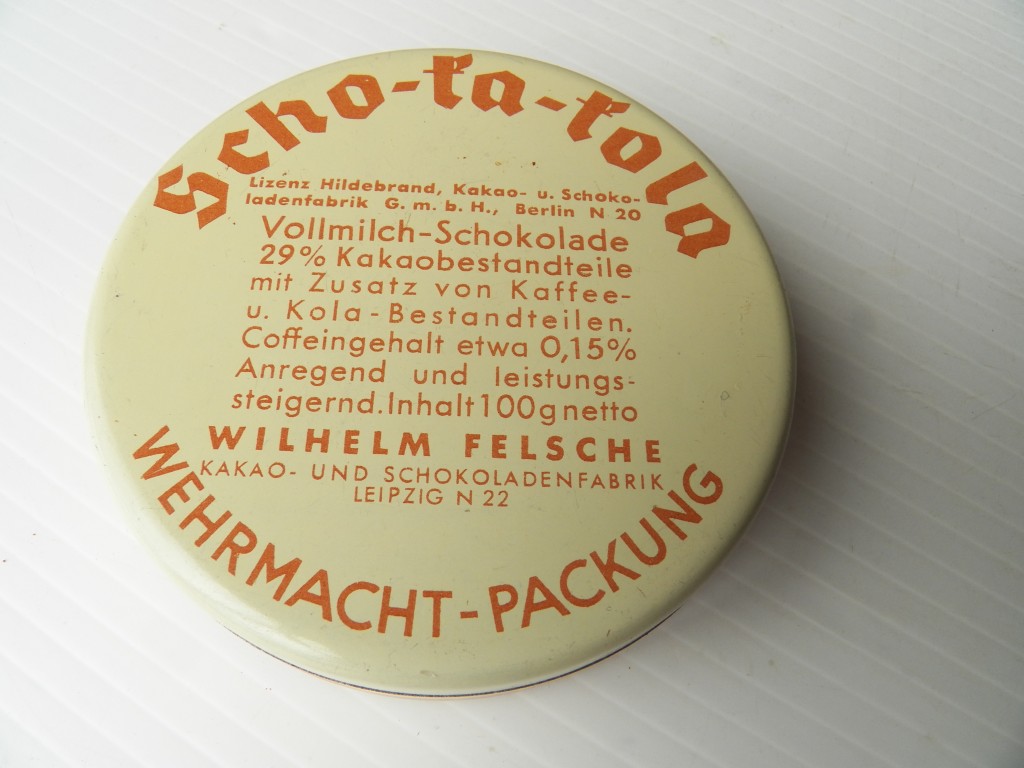 Scho-ka-kola
Lizenz Hildebrand, Kakao- u. Schoko-
ladenfabrik G. m. b. H., Berlin N 20
Vollmilch-Schokolade
29% Kakaobestandteile
mit Zusatz von Kaffee-
u. Kola-Bestandteilen.
Coffeingehalt etwa 0,15%
Anregend und leistungs-
steigernd. Inhalt 100g netto
WILHELM FELSCHE
KAKAO- UND SCHOKOLADENFABRIK
LEIPZIG N 22
WEHRMACHT-PACKUNG